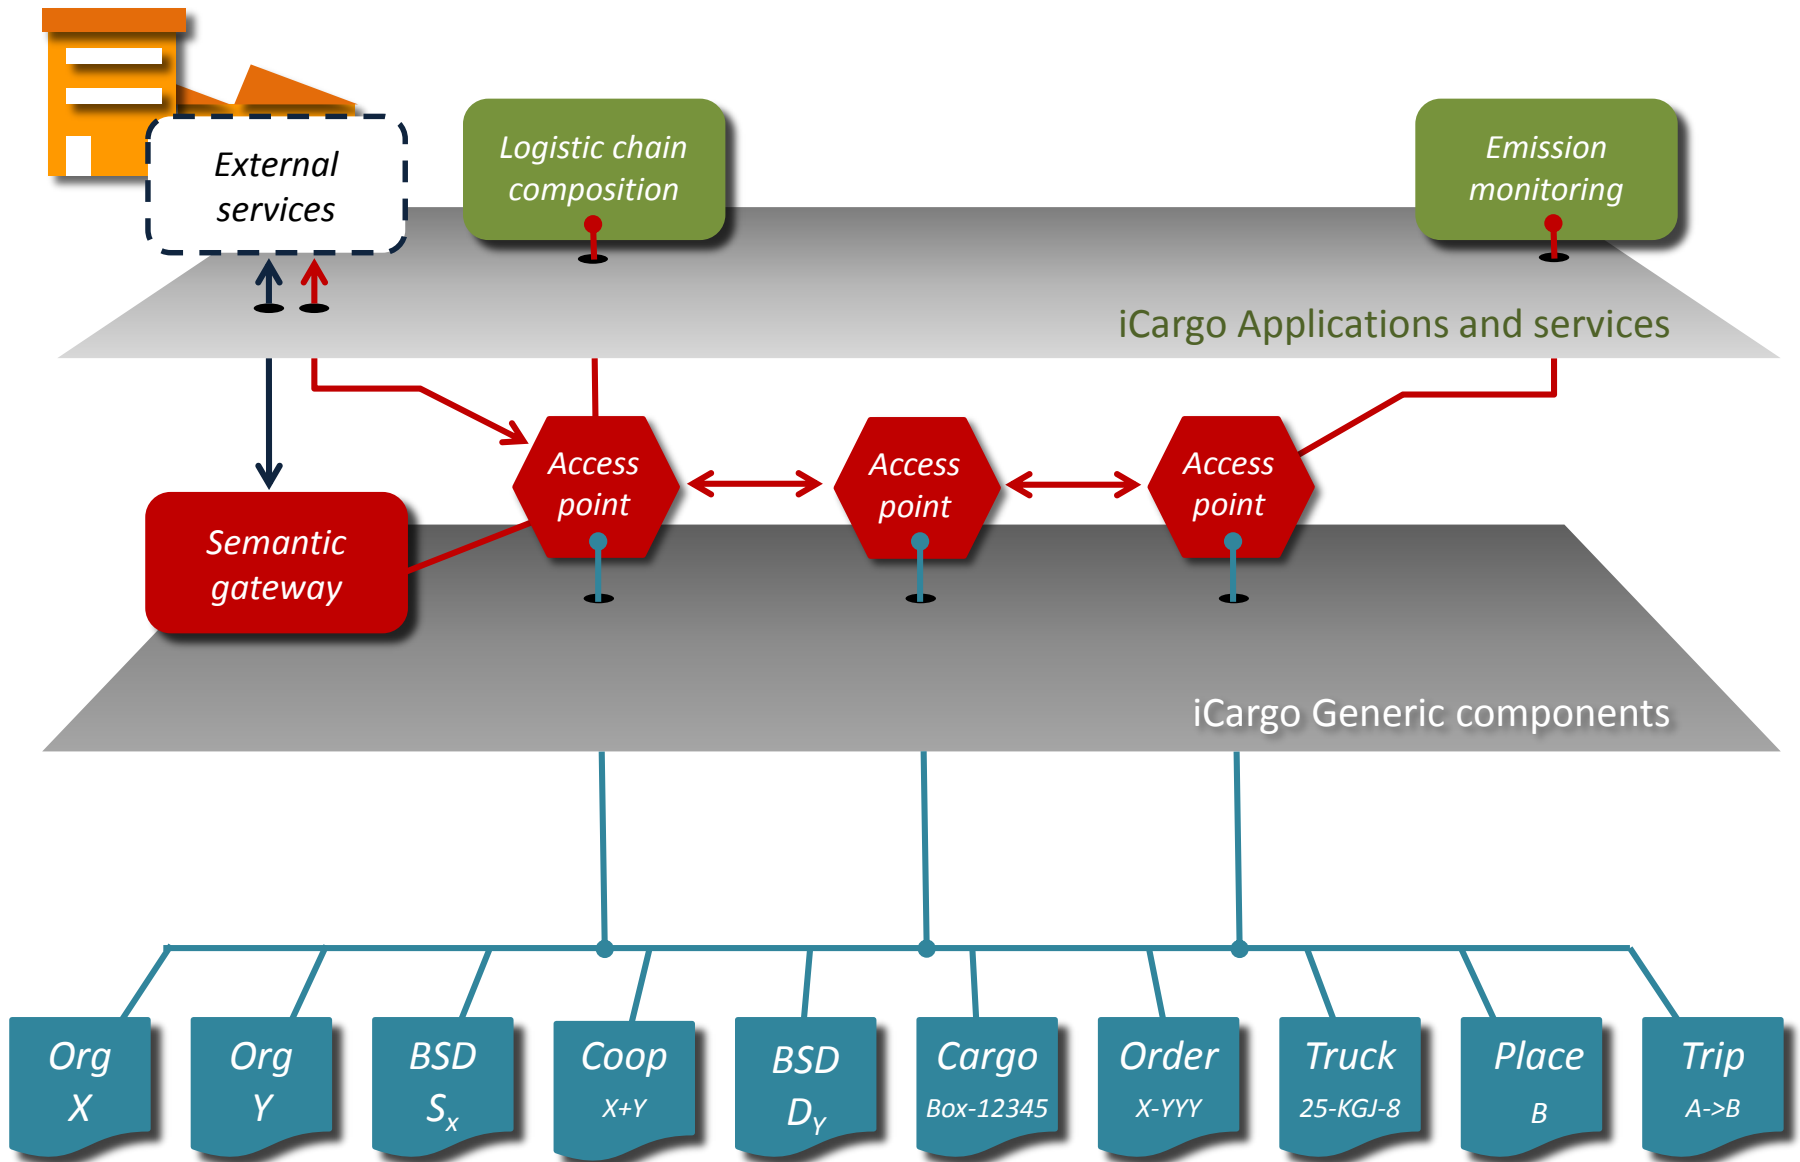 External
services
Logistic chain
composition
Emission
monitoring
iCargo Applications and services
Access
point
Access
point
Access
point
Semantic
gateway
iCargo Generic components
Org
X
Org
Y
BSD
Sx
Coop
X+Y
BSD
DY
Cargo
Box-12345
Order
X-YYY
Truck
25-KGJ-8
Place
B
Trip
A->B